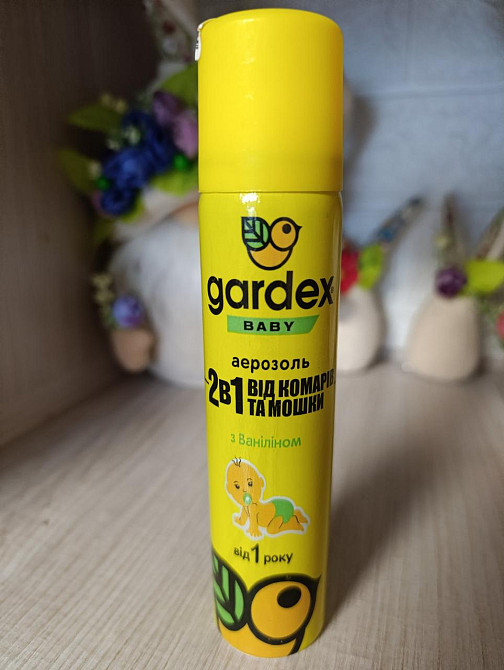 gardex
BABY
аерозоль
2в1 ВІД КОМАРІВ
ТА МОШКИ
з Ваніліном
від 1 року